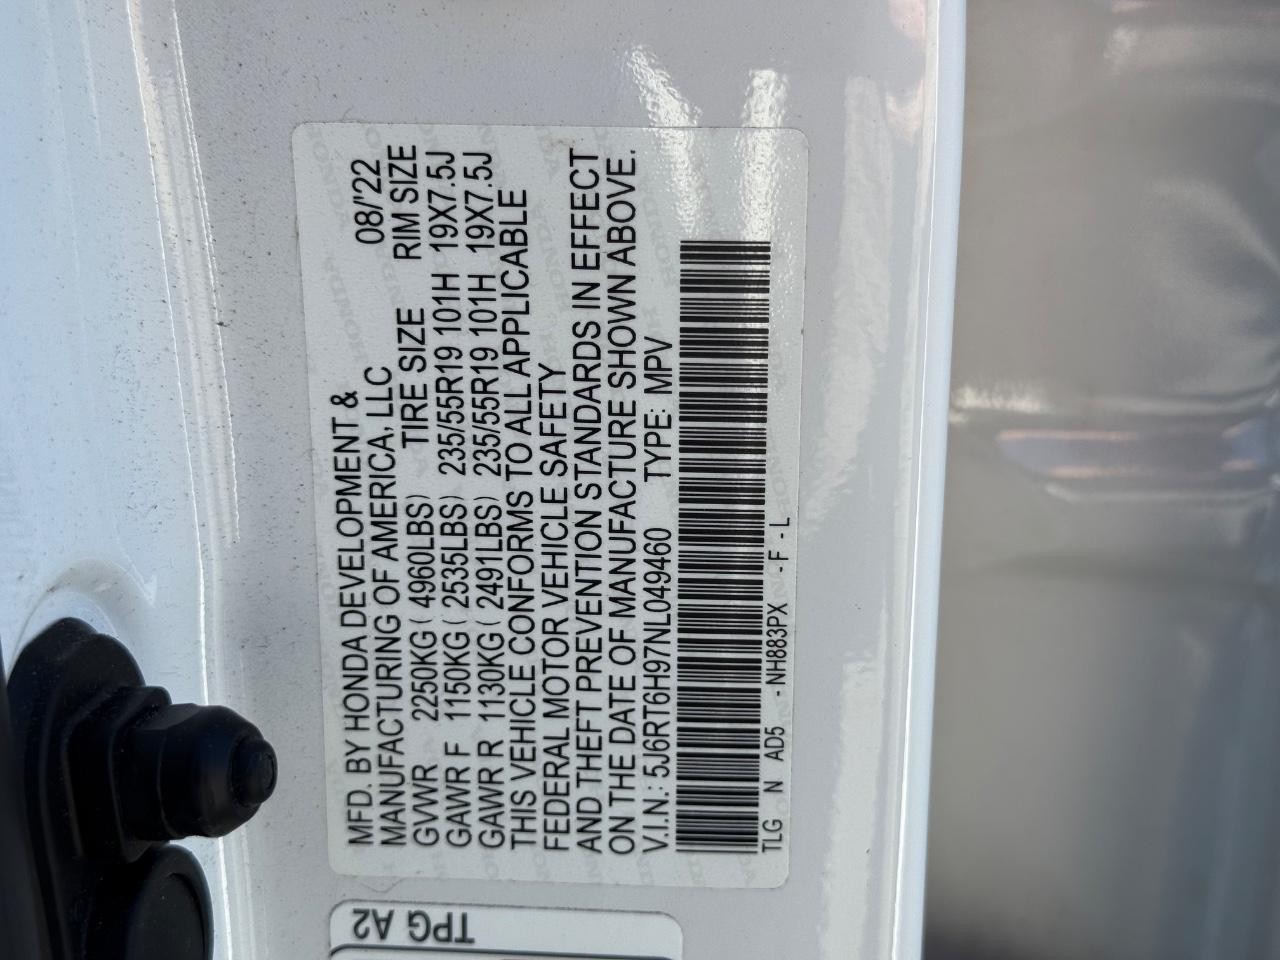 MFD. BY HONDA DEVELOPMENT &
MANUFACTURING OF AMERICA, LLC 08/'22
TIRE SIZE RIM SIZE
GVWR 2250KG ( 4960LBS)
GAWR F 1150KG ( 2535LBS) 235/55R19 101H 19X7.5J
GAWR R 1130KG ( 2491LBS) 235/55R19 101H 19X7.5J
THIS VEHICLE CONFORMS TO ALL APPLICABLE
FEDERAL MOTOR VEHICLE SAFETY
AND THEFT PREVENTION STANDARDS IN EFFECT
ON THE DATE OF MANUFACTURE SHOWN ABOVE.
V.I.N.: 5J6RT6H97NL049460 TYPE: MPV
TLG N AD5 - NH883PX - F - L
TPG A2